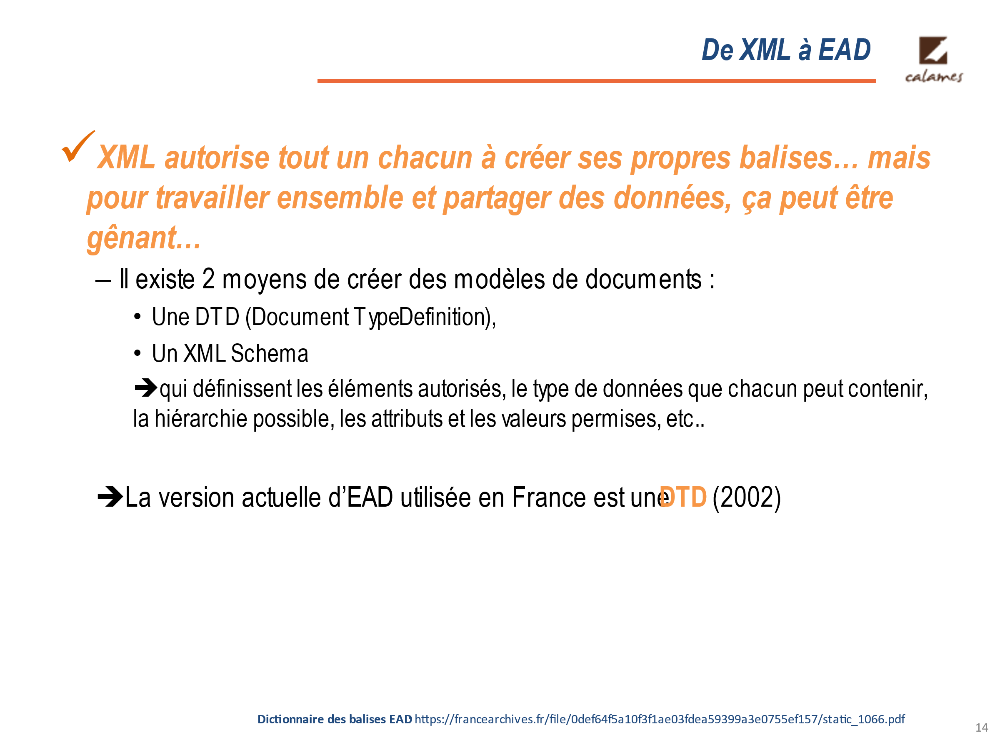 De XML à EAD
calames
XML autorise tout un chacun à créer ses propres balises… mais
pour travailler ensemble et partager des données, ça peut être
gênant…
– Il existe 2 moyens de créer des modèles de documents :
• Une DTD (Document TypeDefinition),
• Un XML Schema
➔qui définissent les éléments autorisés, le type de données que chacun peut contenir,
la hiérarchie possible, les attributs et les valeurs permises, etc..
➔La version actuelle d’EAD utilisée en France est une DTD (2002)
Dictionnaire des balises EAD : https://francearchives.fr/file/0def64f5a10f3f1ae03fdea59399a3e0755ef157/static_1066.pdf
14